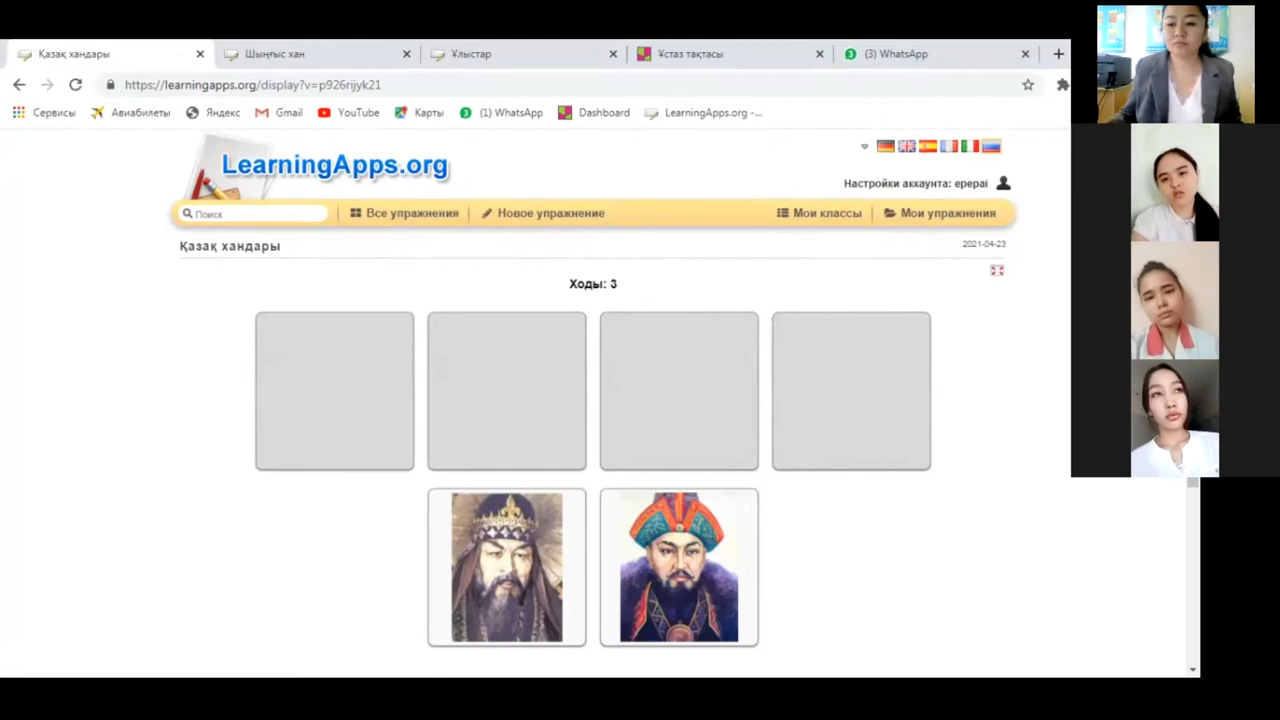 Қазақ хандары
Шыңғыс хан
Ұлыстар
Ұстаз тақтасы
(3) WhatsApp
https://learningapps.org/display?v=p926rijyk21
Сервисы
Авиабилеты
Яндекс
Gmail
YouTube
Карты
(1) WhatsApp
Dashboard
LearningApps.org -...
LearningApps.org
Настройки аккаунта: epepai
Поиск
Все упражнения
Новое упражнение
Мои классы
Мои упражнения
Қазақ хандары
2021-04-23
Ходы: 3